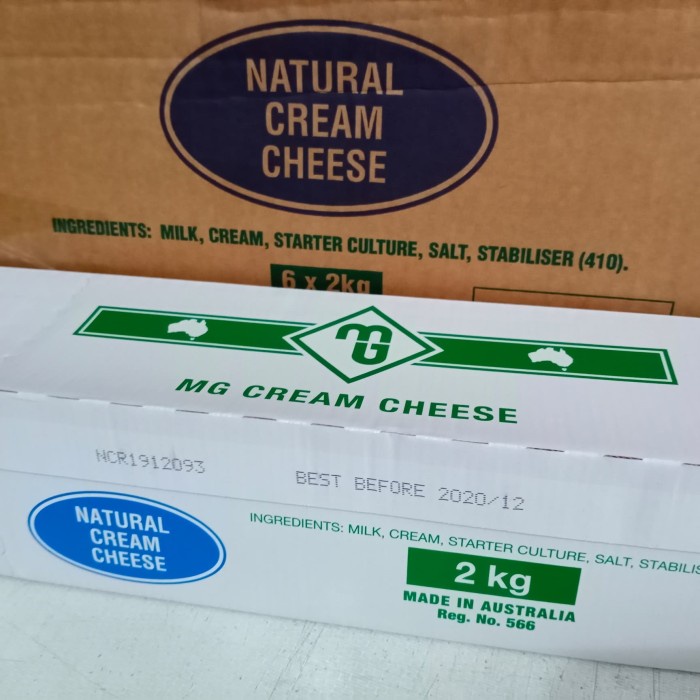 NATURAL
CREAM
CHEESE
INGREDIENTS: MILK, CREAM, STARTER CULTURE, SALT, STABILISER (410).
6 x 2kg
MG
MG CREAM CHEESE
NCR1912093
BEST BEFORE 2020/12
NATURAL
CREAM
CHEESE
INGREDIENTS: MILK, CREAM, STARTER CULTURE, SALT, STABILIS
2 kg
MADE IN AUSTRALIA
Reg. No. 566